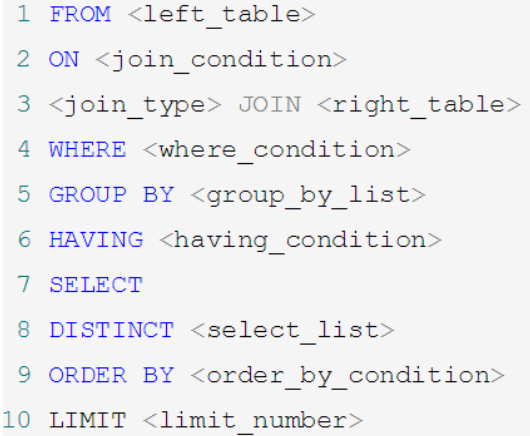 1 FROM <left_table>
2 ON <join_condition>
3 <join_type> JOIN <right_table>
4 WHERE <where_condition>
5 GROUP BY <group_by_list>
6 HAVING <having_condition>
7 SELECT
8 DISTINCT <select_list>
9 ORDER BY <order_by_condition>
10 LIMIT <limit_number>